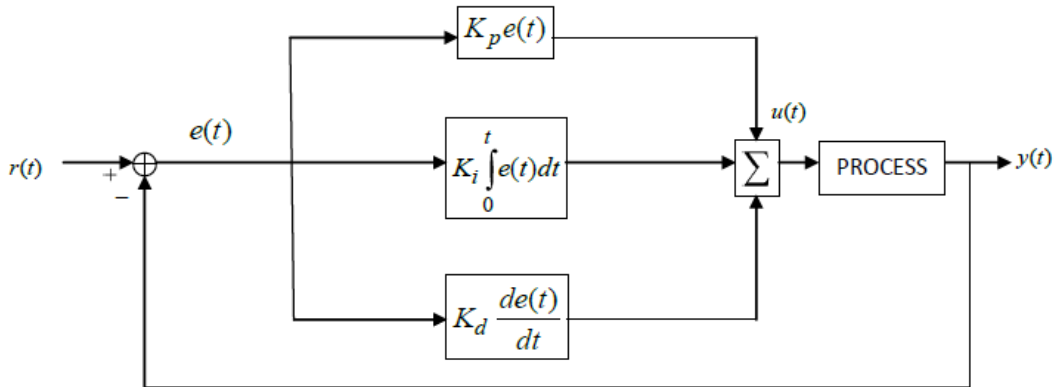 K_p e(t)
u(t)
e(t)
r(t)
+
−
K_i ∫_0^t e(t)dt
∑
PROCESS
y(t)
K_d de(t)/dt